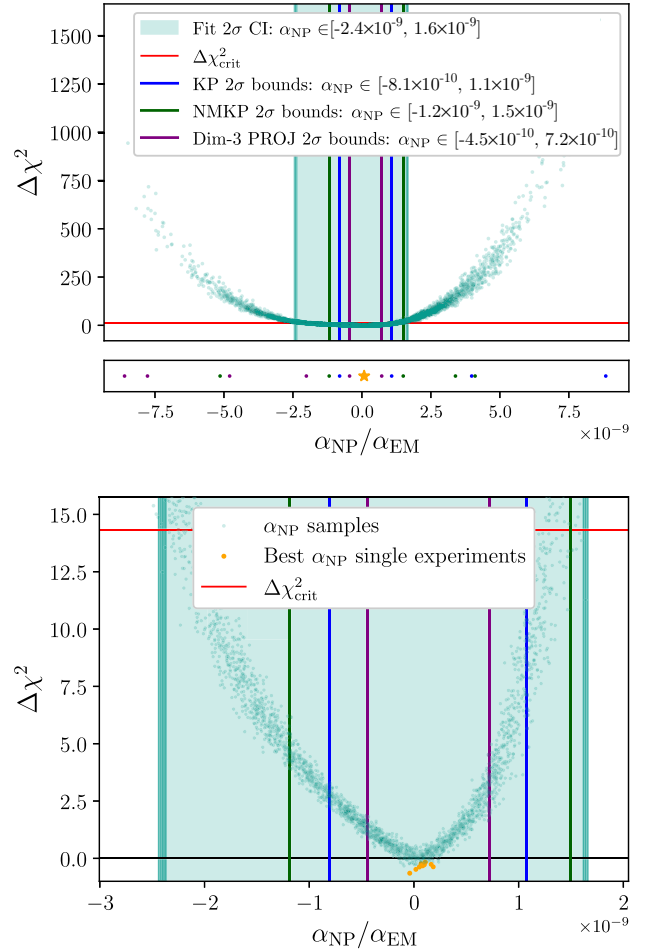 1500
1250
1000
750
500
250
0
Δχ²
Fit 2σ CI: α_NP ∈[-2.4×10⁻⁹, 1.6×10⁻⁹]
Δχ²_crit
KP 2σ bounds: α_NP ∈ [-8.1×10⁻¹⁰, 1.1×10⁻⁹]
NMKP 2σ bounds: α_NP ∈ [-1.2×10⁻⁹, 1.5×10⁻⁹]
Dim-3 PROJ 2σ bounds: α_NP ∈ [-4.5×10⁻¹⁰, 7.2×10⁻¹⁰]
−7.5 −5.0 −2.5 0.0 2.5 5.0 7.5
×10⁻⁹
α_NP/α_EM
15.0
12.5
10.0
7.5
5.0
2.5
0.0
Δχ²
α_NP samples
Best α_NP single experiments
Δχ²_crit
−3 −2 −1 0 1 2
×10⁻⁹
α_NP/α_EM